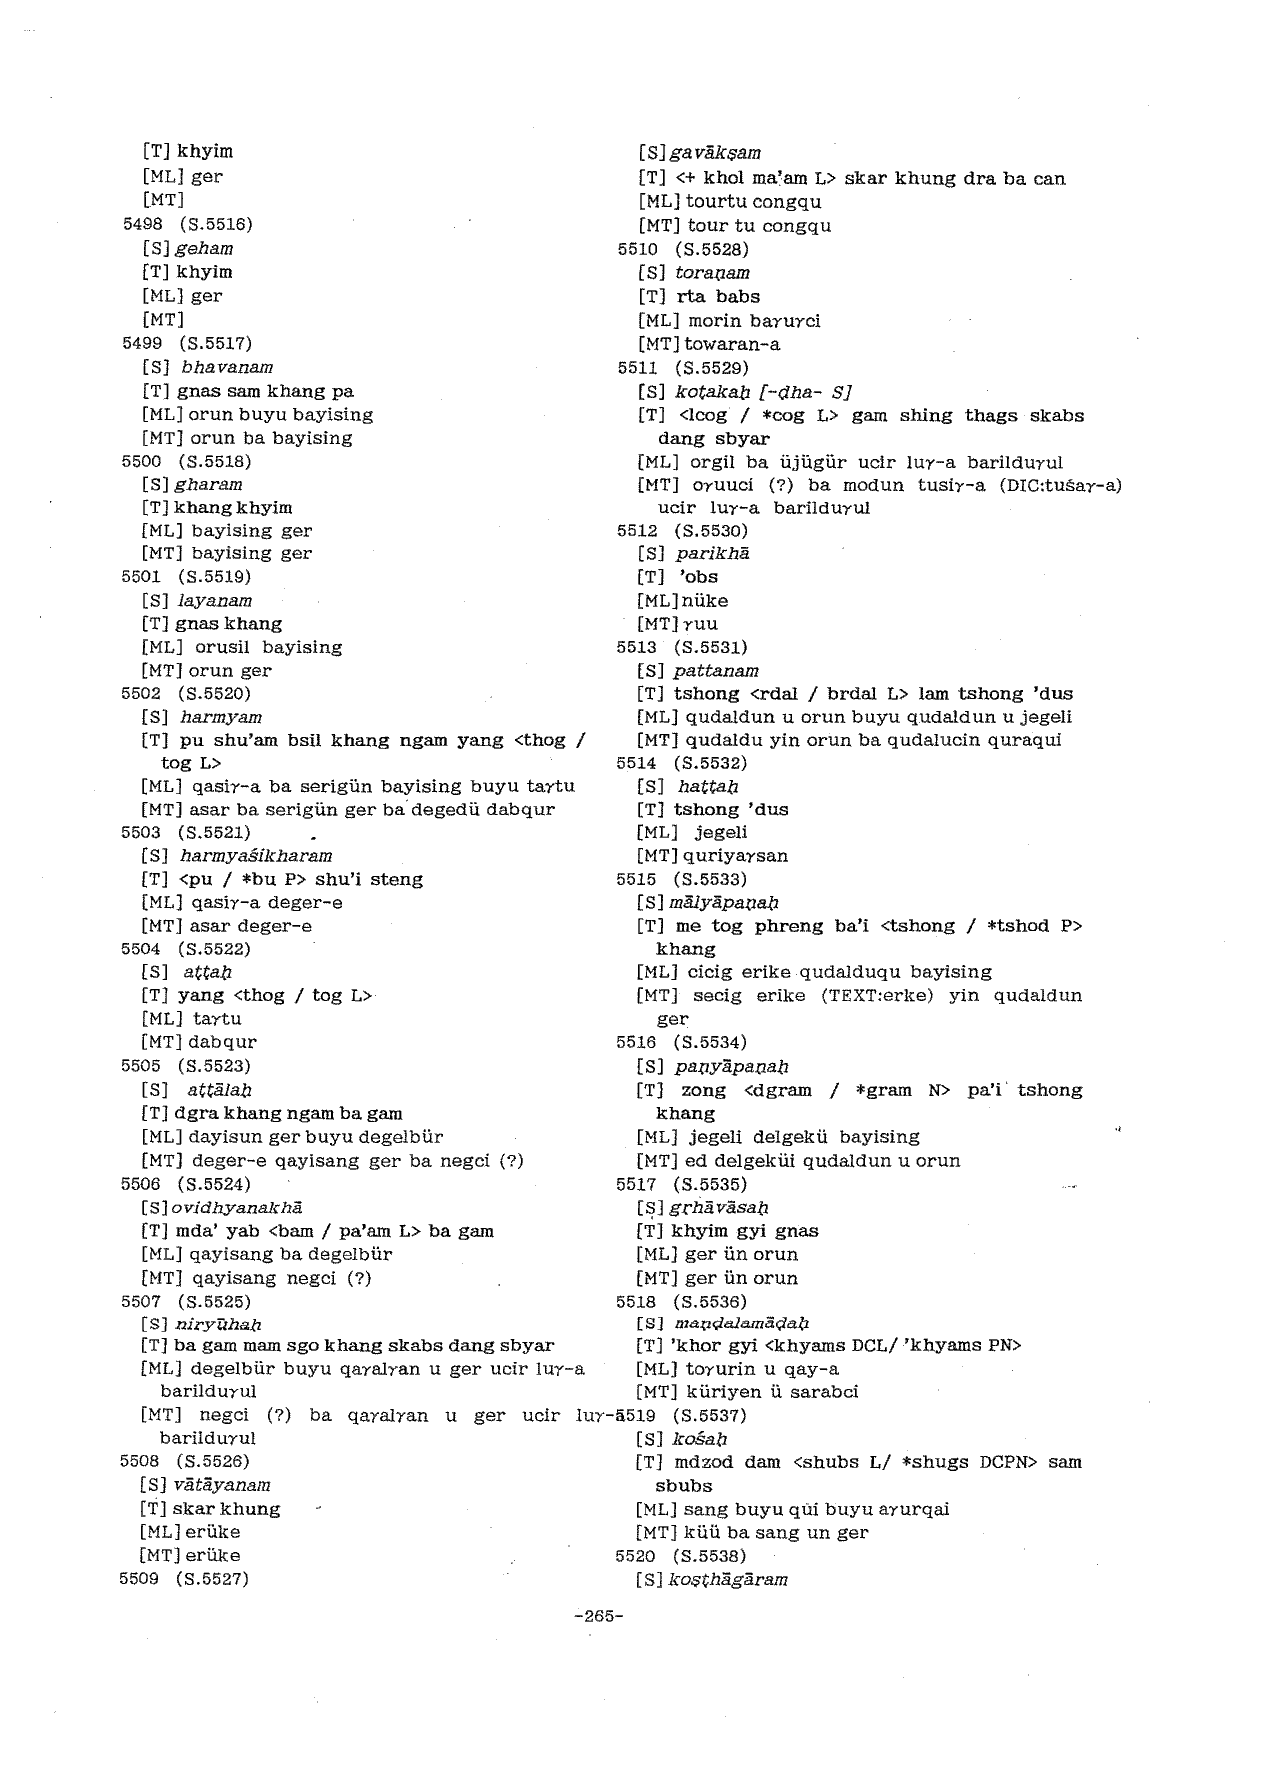 [T] khyim
[ML] ger
[MT]
5498 (S.5516)
[S] geham
[T] khyim
[ML] ger
[MT]
5499 (S.5517)
[S] bhavanam
[T] gnas sam khang pa
[ML] orun buyu bayising
[MT] orun ba bayising
5500 (S.5518)
[S] gharam
[T] khang khyim
[ML] bayising ger
[MT] bayising ger
5501 (S.5519)
[S] layanam
[T] gnas khang
[ML] orusil bayising
[MT] orun ger
5502 (S.5520)
[S] harmyam
[T] pu shu'am bsil khang ngam yang <thog /
tog L>
[ML] qasiγ-a ba serigün bayising buyu taγtu
[MT] asar ba serigün ger ba degedü dabqur
5503 (S.5521)
[S] harmyaśikharam
[T] <pu / *bu P> shu'i steng
[ML] qasiγ-a deger-e
[MT] asar deger-e
5504 (S.5522)
[S] aṭṭaḥ
[T] yang <thog / tog L>
[ML] taγtu
[MT] dabqur
5505 (S.5523)
[S] aṭṭālaḥ
[T] dgra khang ngam ba gam
[ML] dayisun ger buyu degelbür
[MT] deger-e qayisang ger ba negci (?)
5506 (S.5524)
[S] ovidhyanakhā
[T] mda' yab <bam / pa'am L> ba gam
[ML] qayisang ba degelbür
[MT] qayisang negci (?)
5507 (S.5525)
[S] niryūhaḥ
[T] ba gam mam sgo khang skabs dang sbyar
[ML] degelbür buyu qaγalγan u ger ucir luγ-a
barilduγul
[MT] negci (?) ba qaγalγan u ger ucir luγ-a
barilduγul
5508 (S.5526)
[S] vātāyanam
[T] skar khung
[ML] erüke
[MT] erüke
5509 (S.5527)
[S] gavākṣam
[T] <+ khol ma'am L> skar khung dra ba can
[ML] tourtu congqu
[MT] tour tu congqu
5510 (S.5528)
[S] toraṇam
[T] rta babs
[ML] morin baγuγci
[MT] towaran-a
5511 (S.5529)
[S] koṭakaḥ [-ḍha- S]
[T] <lcog / *cog L> gam shing thags skabs
dang sbyar
[ML] orgil ba üjügür ucir luγ-a barilduγul
[MT] oγuuci (?) ba modun tusiγ-a (DIC:tuśaγ-a)
ucir luγ-a barilduγul
5512 (S.5530)
[S] parikhā
[T] 'obs
[ML] nüke
[MT] γuu
5513 (S.5531)
[S] pattanam
[T] tshong <rdal / brdal L> lam tshong 'dus
[ML] qudaldun u orun buyu qudaldun u jegeli
[MT] qudaldu yin orun ba qudalucin quraqui
5514 (S.5532)
[S] haṭṭaḥ
[T] tshong 'dus
[ML] jegeli
[MT] quriyaγsan
5515 (S.5533)
[S] mālyāpaṇaḥ
[T] me tog phreng ba'i <tshong / *tshod P>
khang
[ML] cicig erike qudalduqu bayising
[MT] secig erike (TEXT:erke) yin qudaldun
ger
5516 (S.5534)
[S] paṇyāpaṇaḥ
[T] zong <dgram / *gram N> pa'i tshong
khang
[ML] jegeli delgekü bayising
[MT] ed delgeküi qudaldun u orun
5517 (S.5535)
[S] gṛhāvāsaḥ
[T] khyim gyi gnas
[ML] ger ün orun
[MT] ger ün orun
5518 (S.5536)
[S] maṇḍalamāḍaḥ
[T] 'khor gyi <khyams DCL/ 'khyams PN>
[ML] toγurin u qay-a
[MT] küriyen ü sarabci
5519 (S.5537)
[S] kośaḥ
[T] mdzod dam <shubs L/ *shugs DCPN> sam
sbubs
[ML] sang buyu qui buyu aγurqai
[MT] küü ba sang un ger
5520 (S.5538)
[S] koṣṭhāgāram
-265-